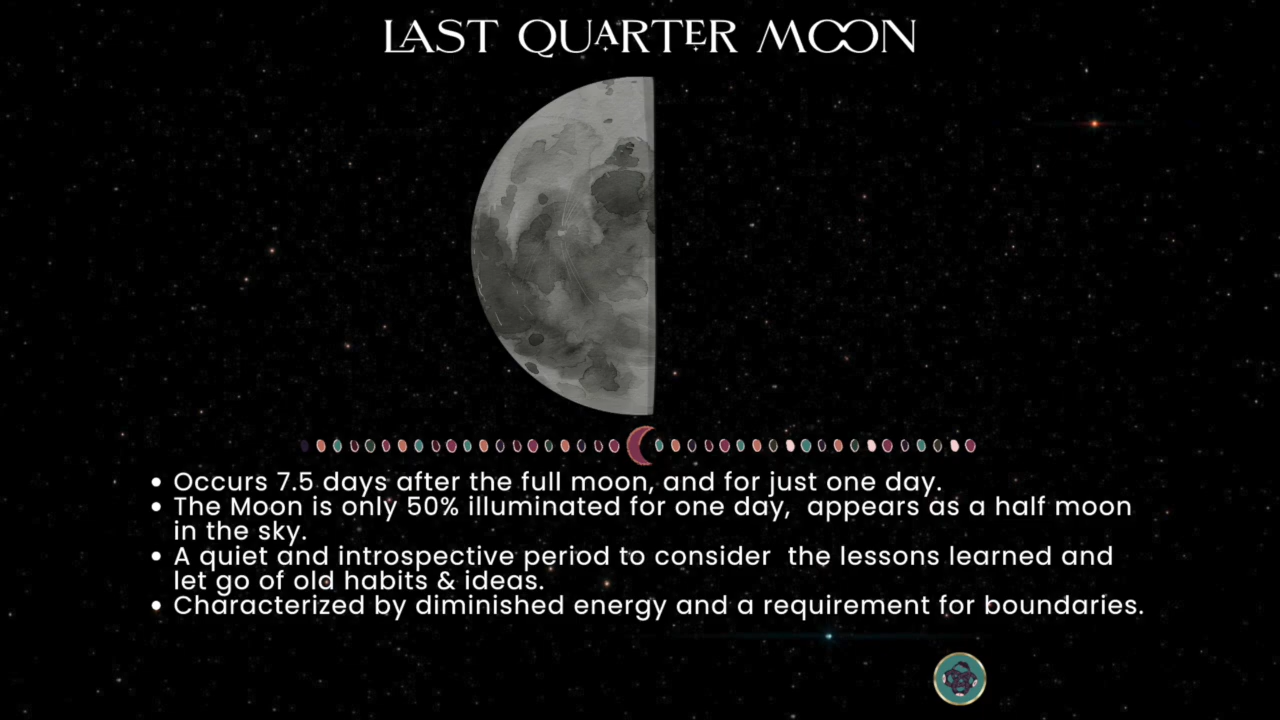 LAST QUARTER MOON
• Occurs 7.5 days after the full moon, and for just one day.
• The Moon is only 50% illuminated for one day,  appears as a half moon
in the sky.
• A quiet and introspective period to consider  the lessons learned and
let go of old habits & ideas.
• Characterized by diminished energy and a requirement for boundaries.